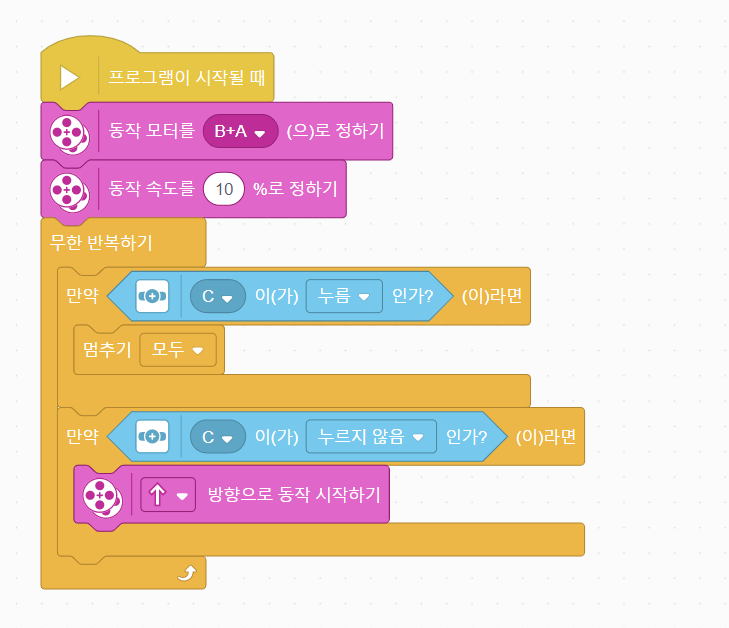 프로그램이 시작될 때
동작 모터를 B+A (으)로 정하기
동작 속도를 10 %로 정하기
무한 반복하기
만약 C 이(가) 누름 인가? (이)라면
멈추기 모두
만약 C 이(가) 누르지 않음 인가? (이)라면
방향으로 동작 시작하기